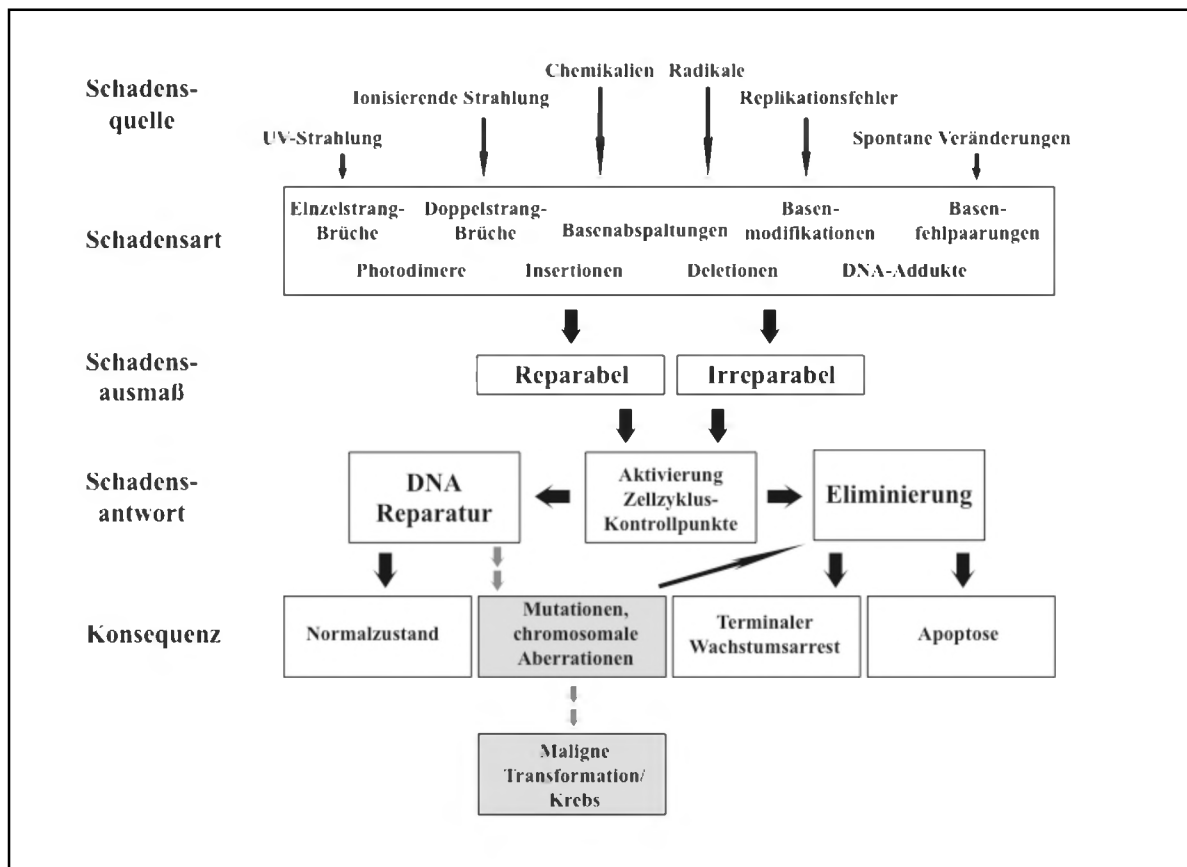 Schadens-
quelle
Chemikalien
Radikale
Ionisierende Strahlung
Replikationsfehler
UV-Strahlung
Spontane Veränderungen
Schadensart
Einzelstrang-
Brüche
Doppelstrang-
Brüche
Basenabspaltungen
Basen-
modifikationen
Basen-
fehlpaarungen
Photodimere
Insertionen
Deletionen
DNA-Addukte
Schadens-
ausmaß
Reparabel
Irreparabel
Schadens-
antwort
DNA
Reparatur
Aktivierung
Zellzyklus-
Kontrollpunkte
Eliminierung
Konsequenz
Normalzustand
Mutationen,
chromosomale
Aberrationen
Terminaler
Wachstumsarrest
Apoptose
Maligne
Transformation/
Krebs